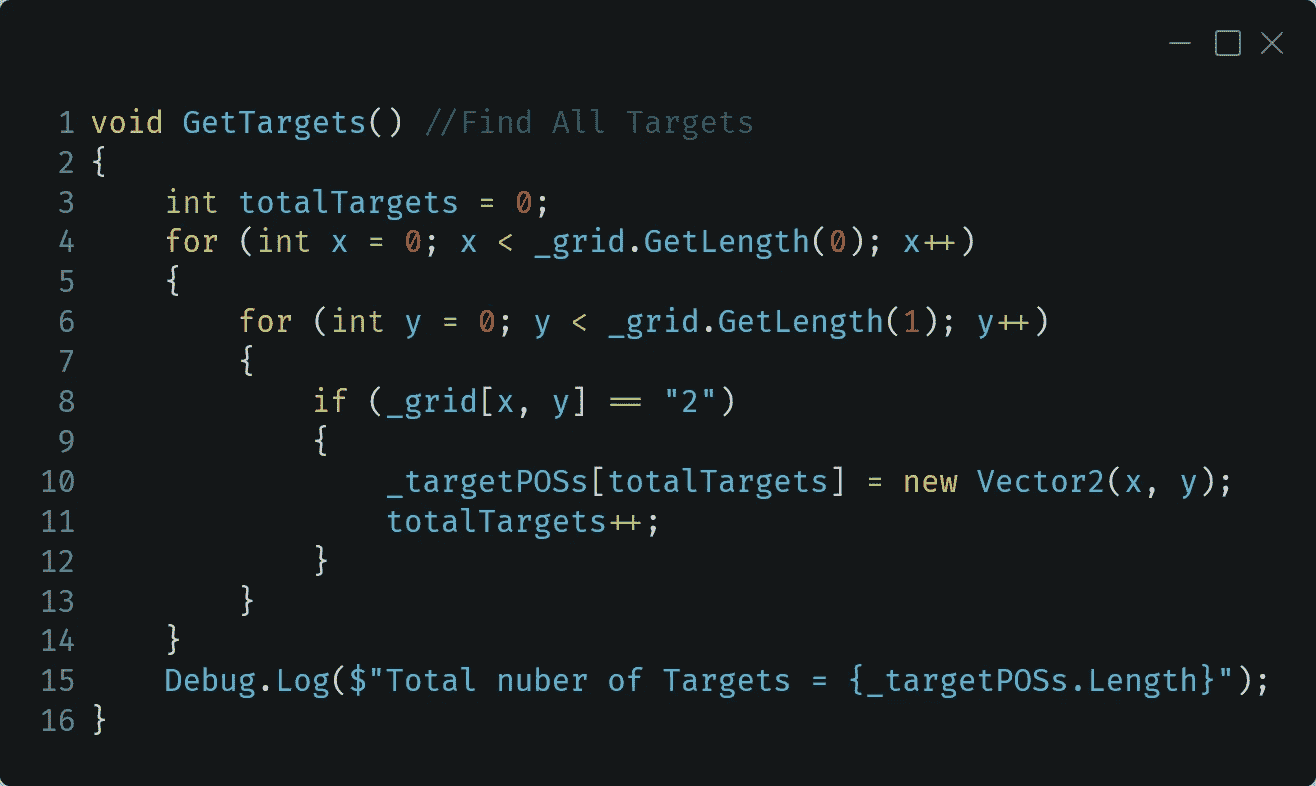 1 void GetTargets() //Find All Targets
2 {
3     int totalTargets = 0;
4     for (int x = 0; x < _grid.GetLength(0); x++)
5     {
6         for (int y = 0; y < _grid.GetLength(1); y++)
7         {
8             if (_grid[x, y] == "2")
9             {
10                 _targetPOSs[totalTargets] = new Vector2(x, y);
11                 totalTargets++;
12             }
13         }
14     }
15     Debug.Log($"Total nuber of Targets = {_targetPOSs.Length}");
16 }